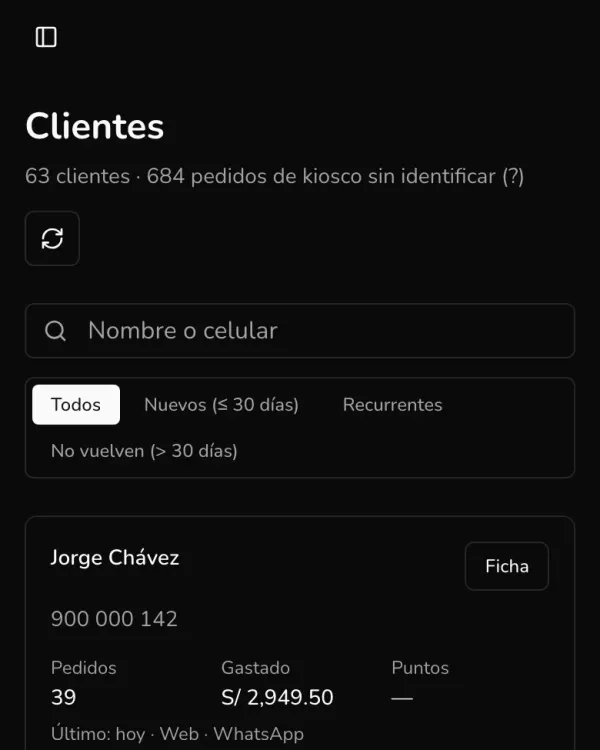 Clientes
63 clientes · 684 pedidos de kiosco sin identificar (?)
Nombre o celular
Todos Nuevos (≤ 30 días) Recurrentes
No vuelven (> 30 días)
Jorge Chávez Ficha
900 000 142
Pedidos Gastado Puntos
39 S/ 2,949.50 —
Último: hoy · Web · WhatsApp